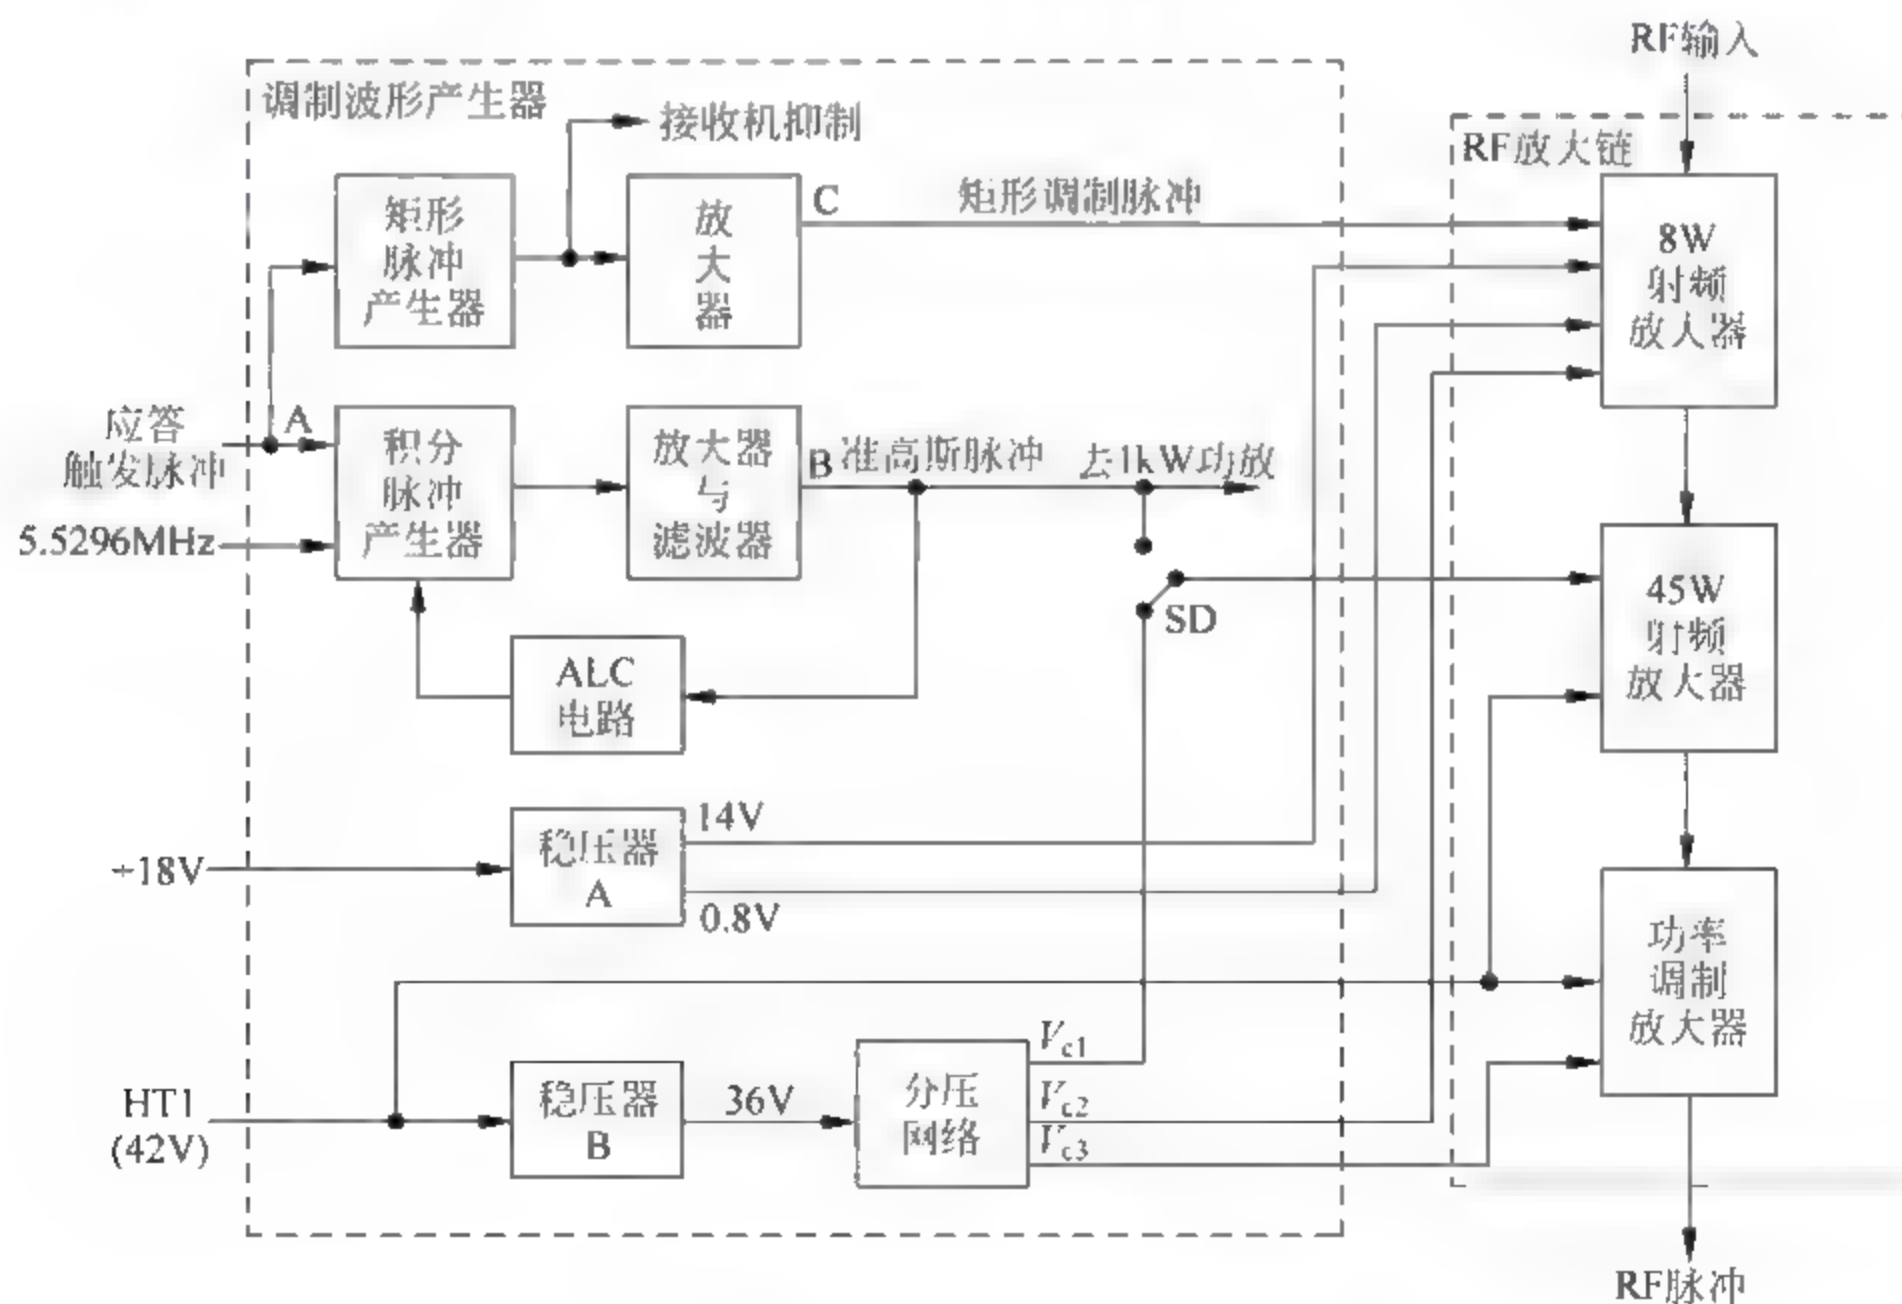 RF输入
调制波形产生器
接收机抑制
RF放大链
矩形
脉冲
产生器
放
大
器
C
矩形调制脉冲
8W
射频
放大器
应答
触发脉冲
A
5.5296MHz
积分
脉冲
产生器
放大器
与
滤波器
B
准高斯脉冲
去1kW功放
SD
45W
射频
放大器
ALC
电路
+18V
稳压器
A
14V
0.8V
功率
调制
放大器
HT1
(42V)
稳压器
B
36V
分压
网络
Vc1
Vc2
Vc3
RF脉冲